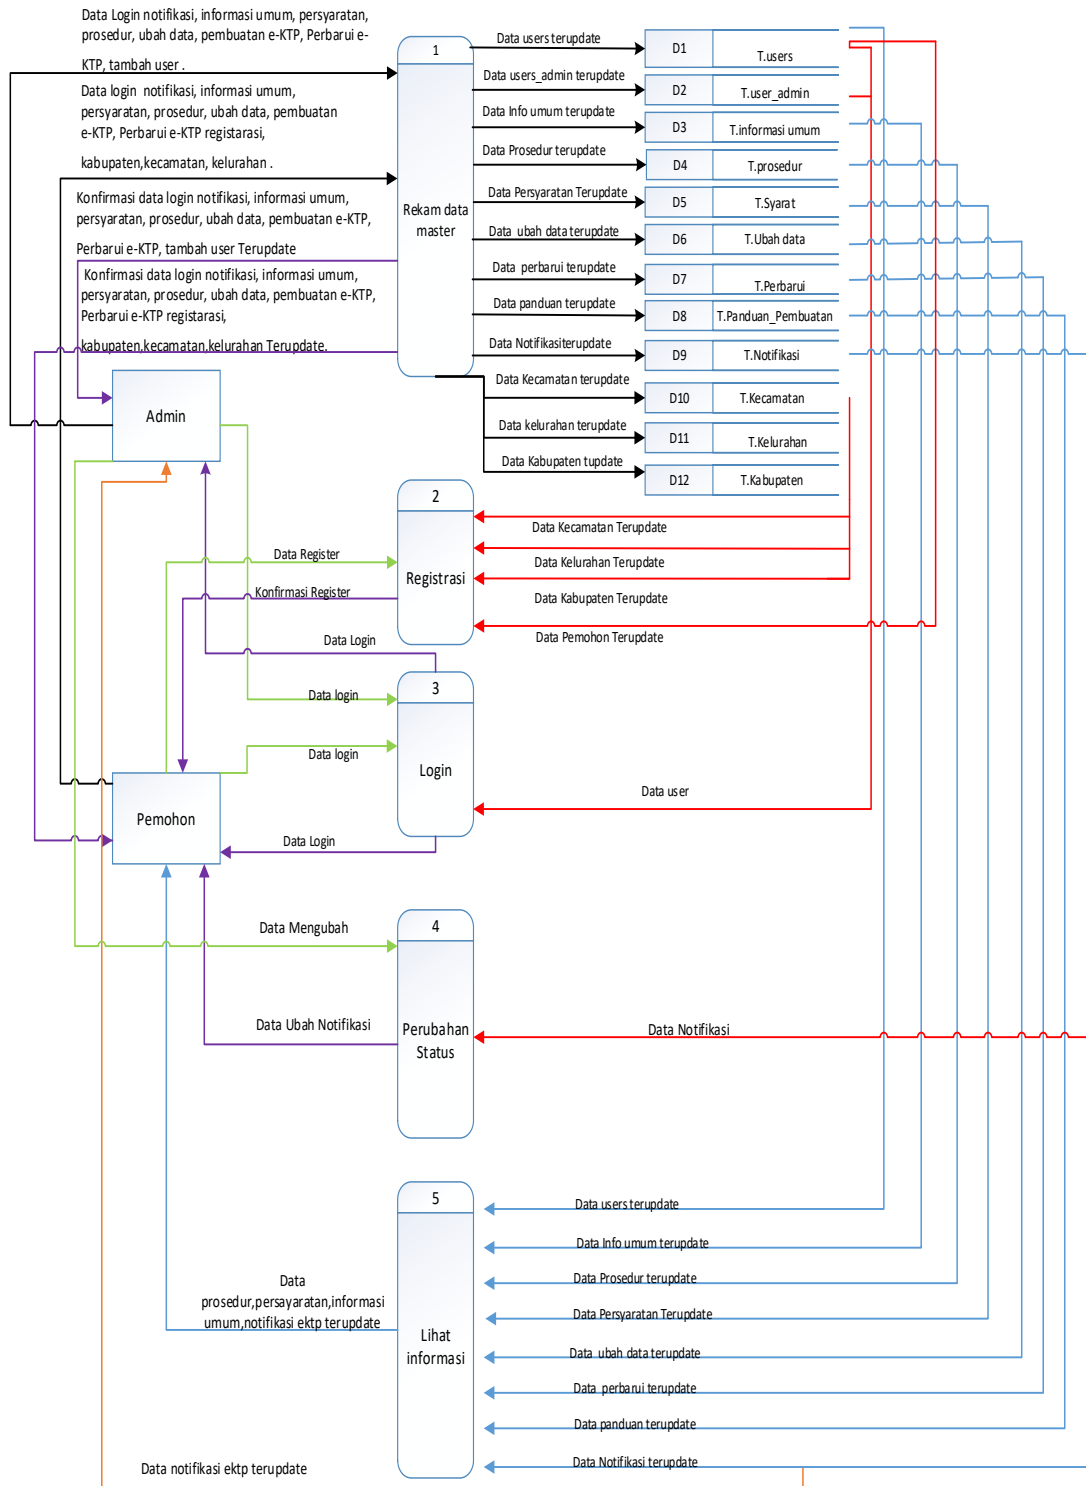 Data Login notifikasi, informasi umum, persyaratan,
prosedur, ubah data, pembuatan e-KTP, Perbarui e-
KTP, tambah user .
Data login  notifikasi, informasi umum,
persyaratan, prosedur, ubah data, pembuatan
e-KTP, Perbarui e-KTP registarasi,
kabupaten,kecamatan, kelurahan .
Konfirmasi data login notifikasi, informasi umum,
persyaratan, prosedur, ubah data, pembuatan e-KTP,
Perbarui e-KTP, tambah user Terupdate
Konfirmasi data login notifikasi, informasi umum,
persyaratan, prosedur, ubah data, pembuatan e-KTP,
Perbarui e-KTP registarasi,
kabupaten,kecamatan,kelurahan Terupdate.
1
Rekam data
master
Data users terupdate
Data users_admin terupdate
Data Info umum terupdate
Data Prosedur terupdate
Data Persyaratan Terupdate
Data  ubah data terupdate
Data  perbarui terupdate
Data panduan terupdate
Data Notifikasiterupdate
Data Kecamatan terupdate
Data kelurahan terupdate
Data Kabupaten tupdate
D1
T.users
D2
T.user_admin
D3
T.informasi umum
D4
T.prosedur
D5
T.Syarat
D6
T.Ubah data
D7
T.Perbarui
D8
T.Panduan_Pembuatan
D9
T.Notifikasi
D10
T.Kecamatan
D11
T.Kelurahan
D12
T.Kabupaten
Admin
2
Registrasi
Data Register
Konfirmasi Register
Data Kecamatan Terupdate
Data Kelurahan Terupdate
Data Kabupaten Terupdate
Data Pemohon Terupdate
Data Login
3
Login
Data login
Data login
Data user
Pemohon
Data Login
4
Perubahan
Status
Data Mengubah
Data Ubah Notifikasi
Data Notifikasi
5
Lihat
informasi
Data users terupdate
Data Info umum terupdate
Data Prosedur terupdate
Data Persyaratan Terupdate
Data  ubah data terupdate
Data  perbarui terupdate
Data panduan terupdate
Data Notifikasi terupdate
Data
prosedur,persayaratan,informasi
umum,notifikasi ektp terupdate
Data notifikasi ektp terupdate